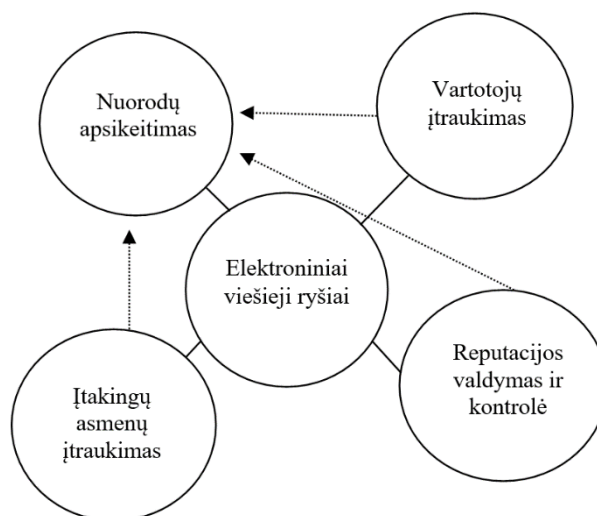 Nuorodų
apsikeitimas
Vartotojų
įtraukimas
Elektroniniai
viešieji ryšiai
Įtakingų
asmenų
įtraukimas
Reputacijos
valdymas ir
kontrolė